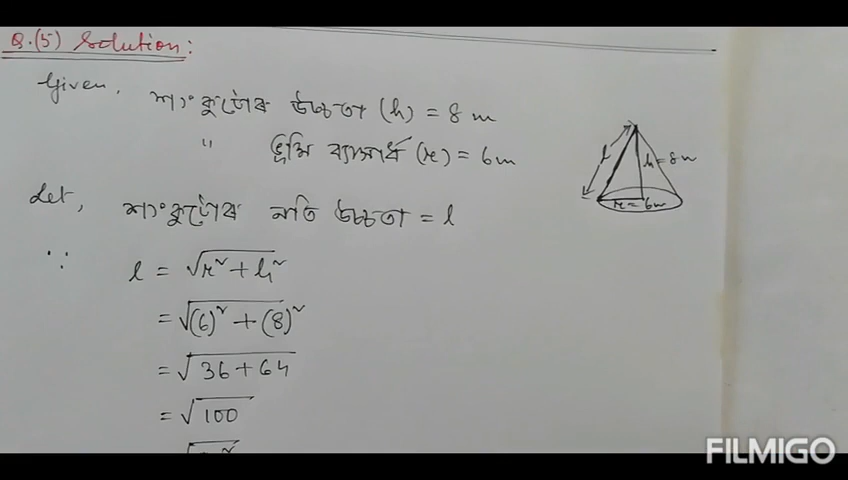 Q.(5) Solution:
Given, শংকুটোৰ উচ্চতা (h) = 8 m
" ভূমি ব্যাসাৰ্ধ (r) = 6m
l h = 8m
r = 6m
Let, শংকুটোৰ নতি উচ্চতা = l
∵ l = √r² + h²
= √(6)² + (8)²
= √36 + 64
= √100
FILMIGO